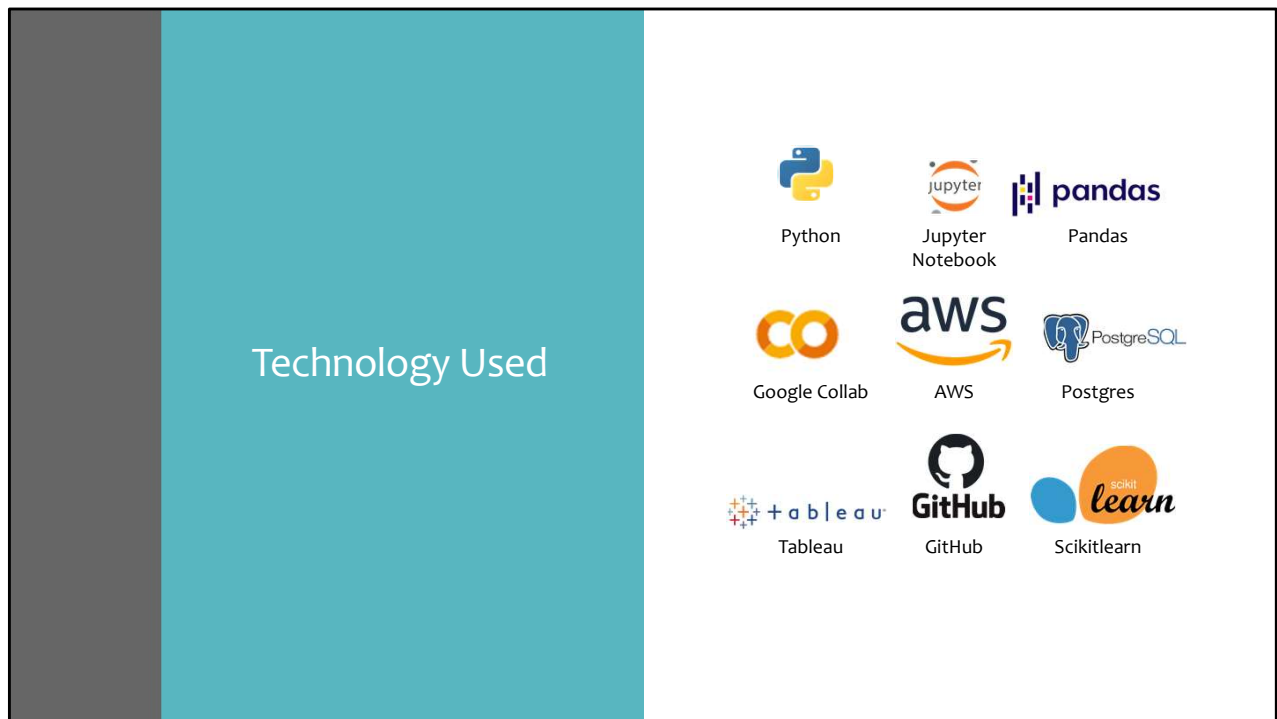 Technology Used
jupyter
pandas
Python
Jupyter
Notebook
Pandas
aws
PostgreSQL
Google Collab
AWS
Postgres
tableau
GitHub
scikit
learn
Tableau
GitHub
Scikitlearn